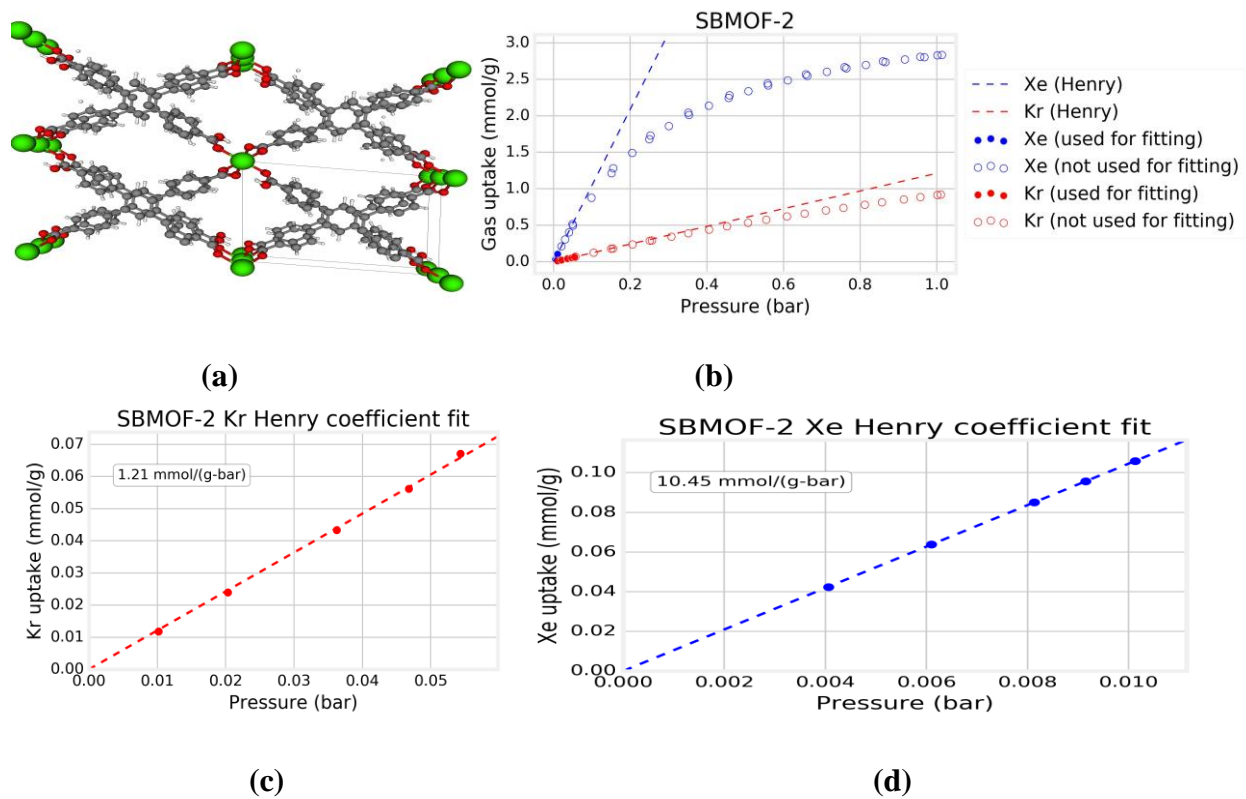 SBMOF-2
3.0
2.5
2.0
1.5
1.0
0.5
0.0
Gas uptake (mmol/g)
0.0 0.2 0.4 0.6 0.8 1.0
Pressure (bar)
Xe (Henry)
Kr (Henry)
Xe (used for fitting)
Xe (not used for fitting)
Kr (used for fitting)
Kr (not used for fitting)
(a)
(b)
SBMOF-2 Kr Henry coefficient fit
0.07
0.06
0.05
0.04
0.03
0.02
0.01
0.00
Kr uptake (mmol/g)
1.21 mmol/(g-bar)
0.00 0.01 0.02 0.03 0.04 0.05
Pressure (bar)
SBMOF-2 Xe Henry coefficient fit
0.10
0.08
0.06
0.04
0.02
0.00
Xe uptake (mmol/g)
10.45 mmol/(g-bar)
0.000 0.002 0.004 0.006 0.008 0.010
Pressure (bar)
(c)
(d)